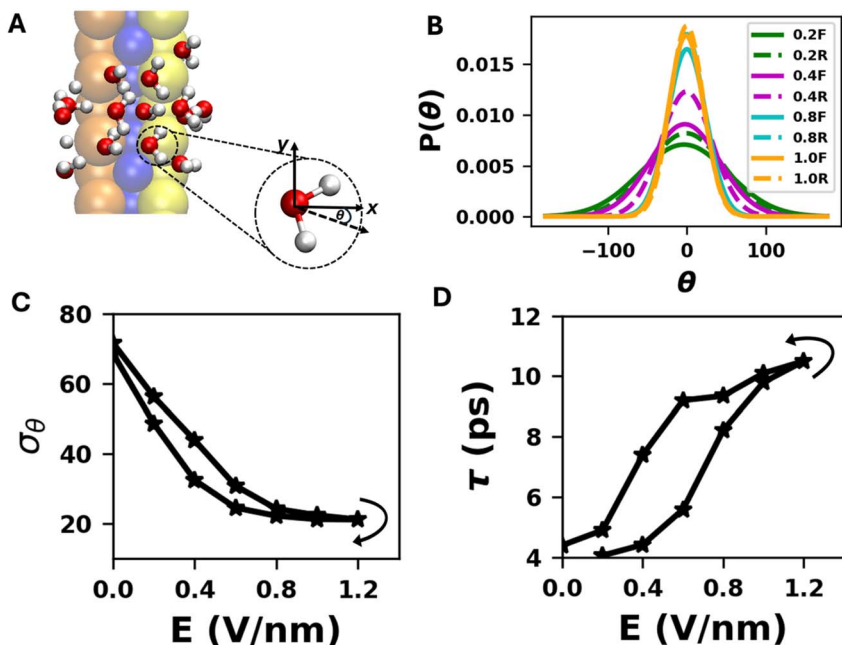 A
y
x
θ
B
P(θ)
0.015
0.010
0.005
0.000
−100
0
100
θ
0.2F
0.2R
0.4F
0.4R
0.8F
0.8R
1.0F
1.0R
C
σθ
80
60
40
20
0.0 0.4 0.8 1.2
E (V/nm)
D
τ (ps)
12
10
8
6
4
0.0 0.4 0.8 1.2
E (V/nm)